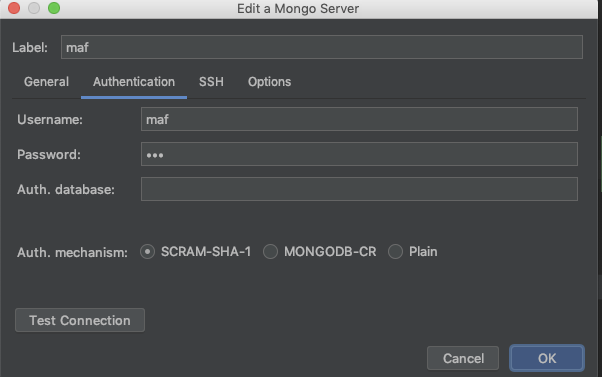 Edit a Mongo Server
Label: maf
General Authentication SSH Options
Username: maf
Password: •••
Auth. database:
Auth. mechanism: SCRAM-SHA-1 MONGODB-CR Plain
Test Connection
Cancel OK